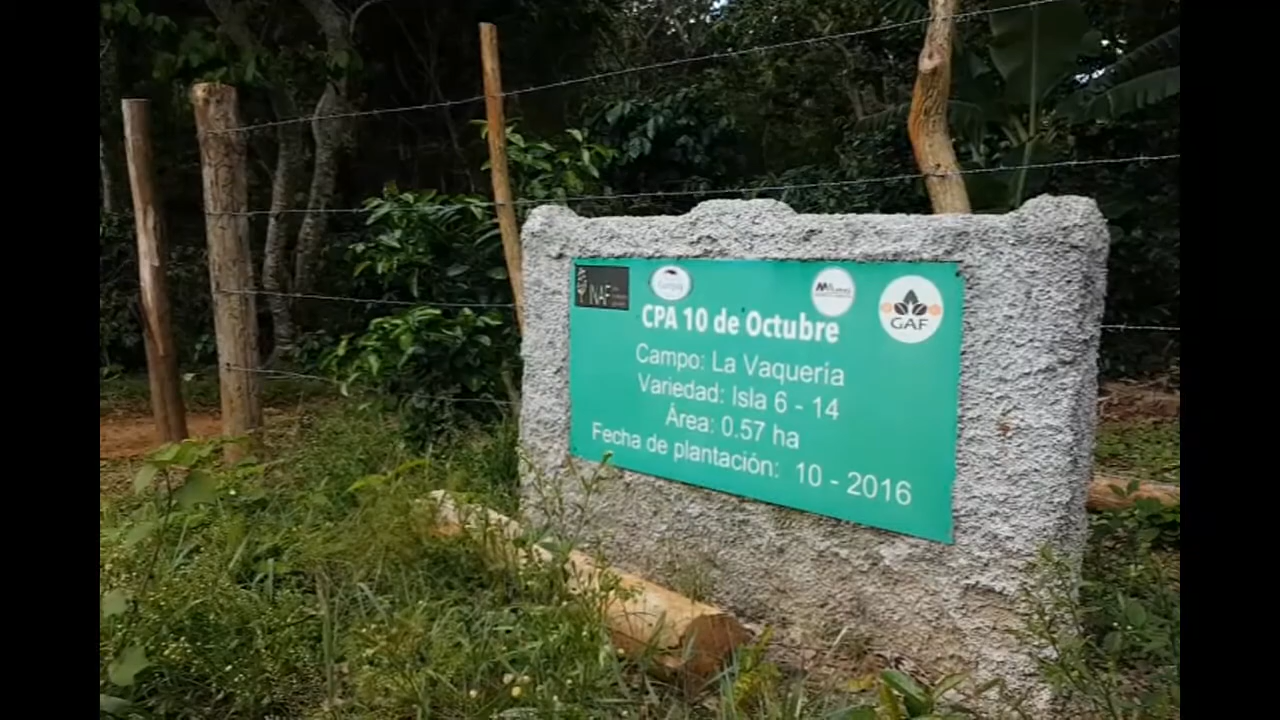 INAF
CPA 10 de Octubre
GAF
Campo: La Vaquería
Variedad: Isla 6 - 14
Área: 0.57 ha
Fecha de plantación: 10 - 2016